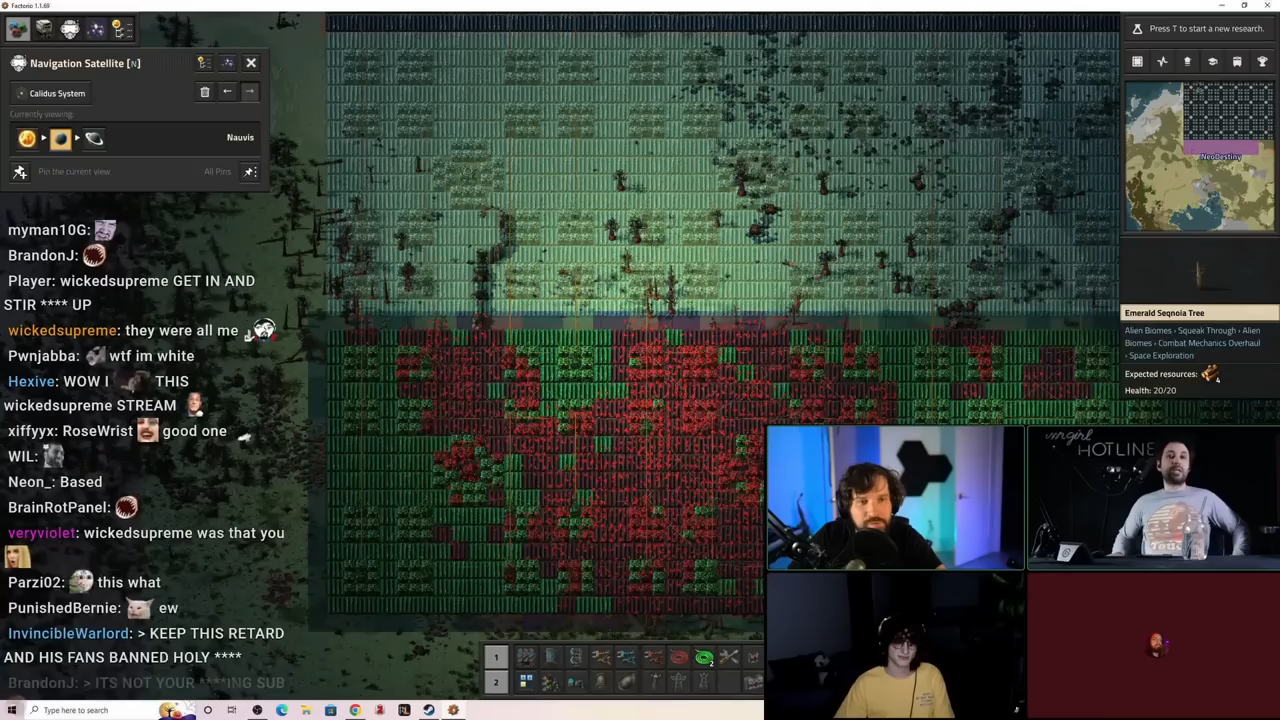 Factorio 1.1.69
Navigation Satellite [N]
Calidus System
Currently viewing:
Nauvis
Pin the current view
All Pins
myman10G:
BrandonJ:
Player: wickedsupreme GET IN AND
STIR **** UP
wickedsupreme: they were all me
Pwnjabba: wtf im white
Hexive: WOW I THIS
wickedsupreme STREAM
xiffyyx: RoseWrist good one
WIL:
Neon_: Based
BrainRotPanel:
veryviolet: wickedsupreme was that you
Parzi02: this what
PunishedBernie: ew
InvincibleWarlord: > KEEP THIS RETARD
AND HIS FANS BANNED HOLY ****
BrandonJ: > ITS NOT YOUR ****ING SUB
Press T to start a new research.
NeoDestiny
Emerald Seqnoia Tree
Alien Biomes › Squeak Through › Alien
Biomes › Combat Mechanics Overhaul
› Space Exploration
Expected resources:
4
Health: 20/20
HOTLINE
1
2
2
Type here to search